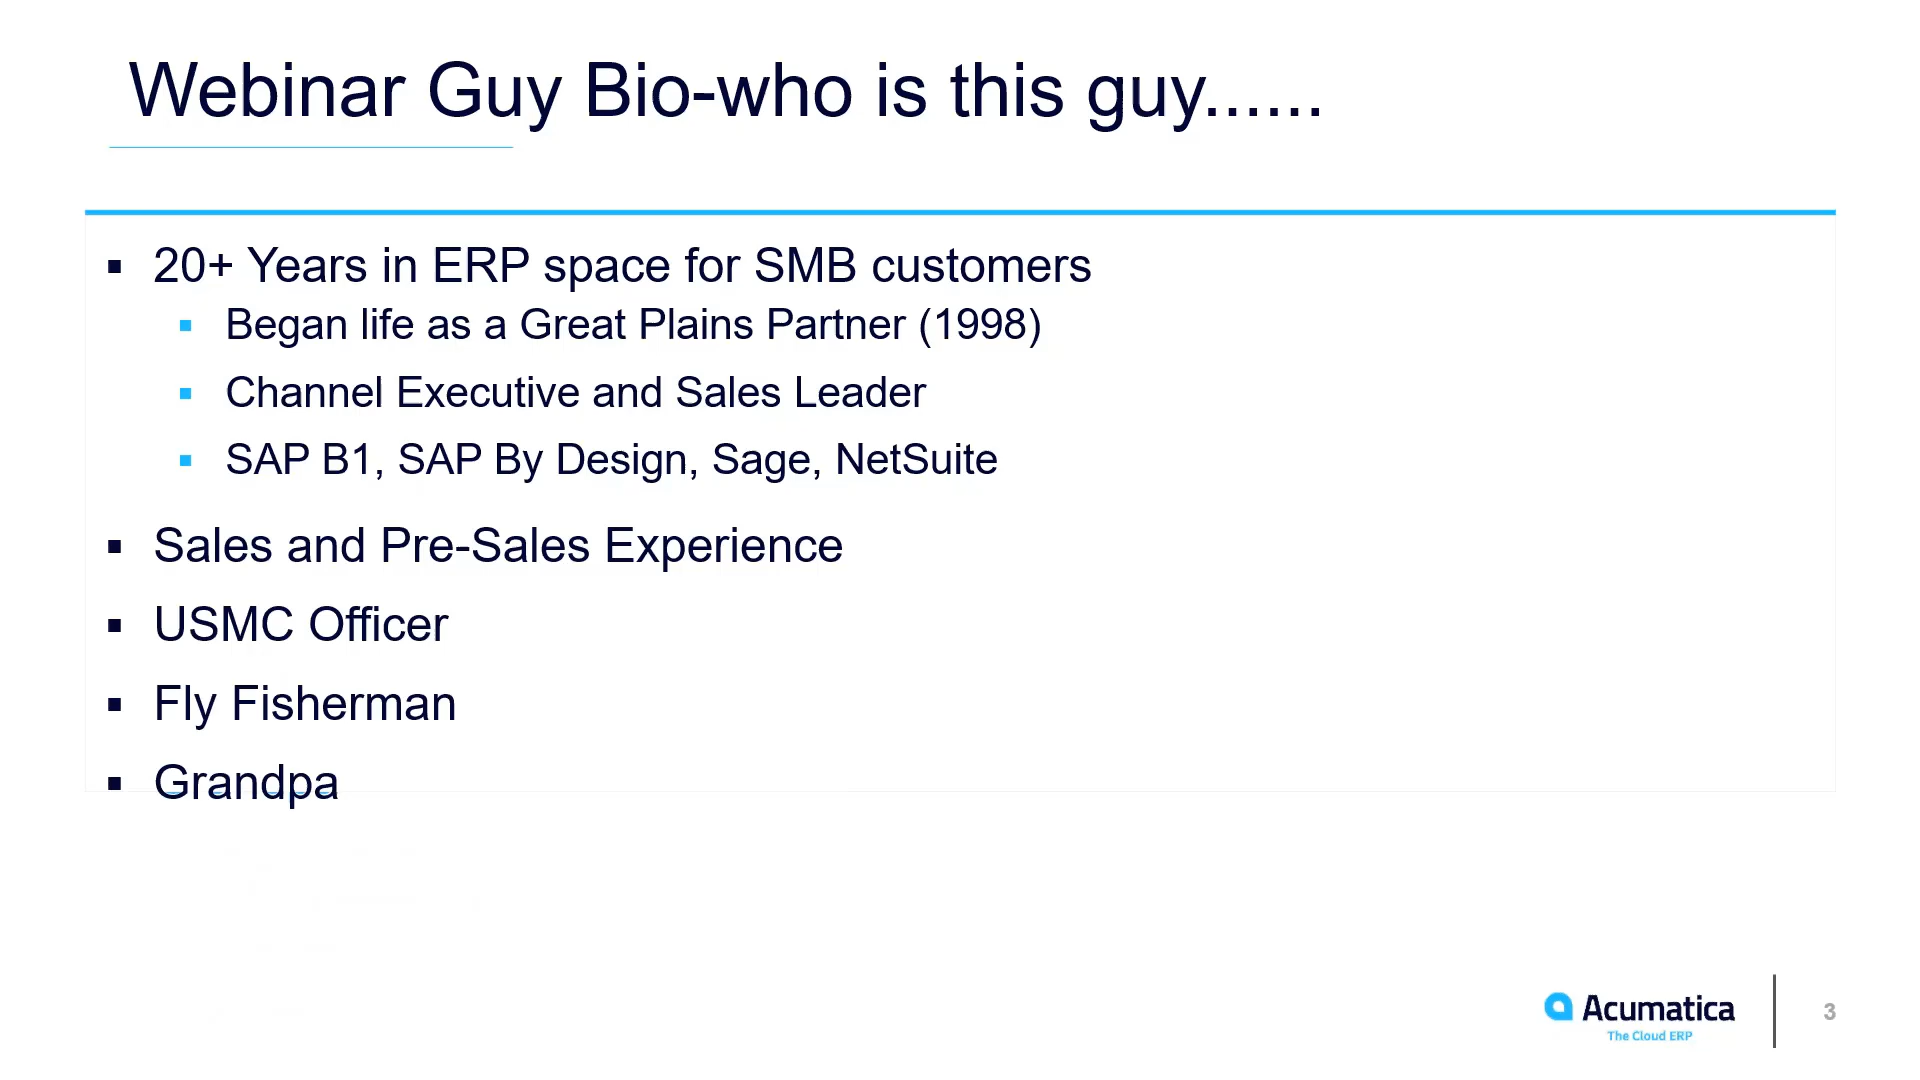 Webinar Guy Bio-who is this guy......
▪ 20+ Years in ERP space for SMB customers
▪ Began life as a Great Plains Partner (1998)
▪ Channel Executive and Sales Leader
▪ SAP B1, SAP By Design, Sage, NetSuite
▪ Sales and Pre-Sales Experience
▪ USMC Officer
▪ Fly Fisherman
▪ Grandpa
Acumatica
The Cloud ERP
3